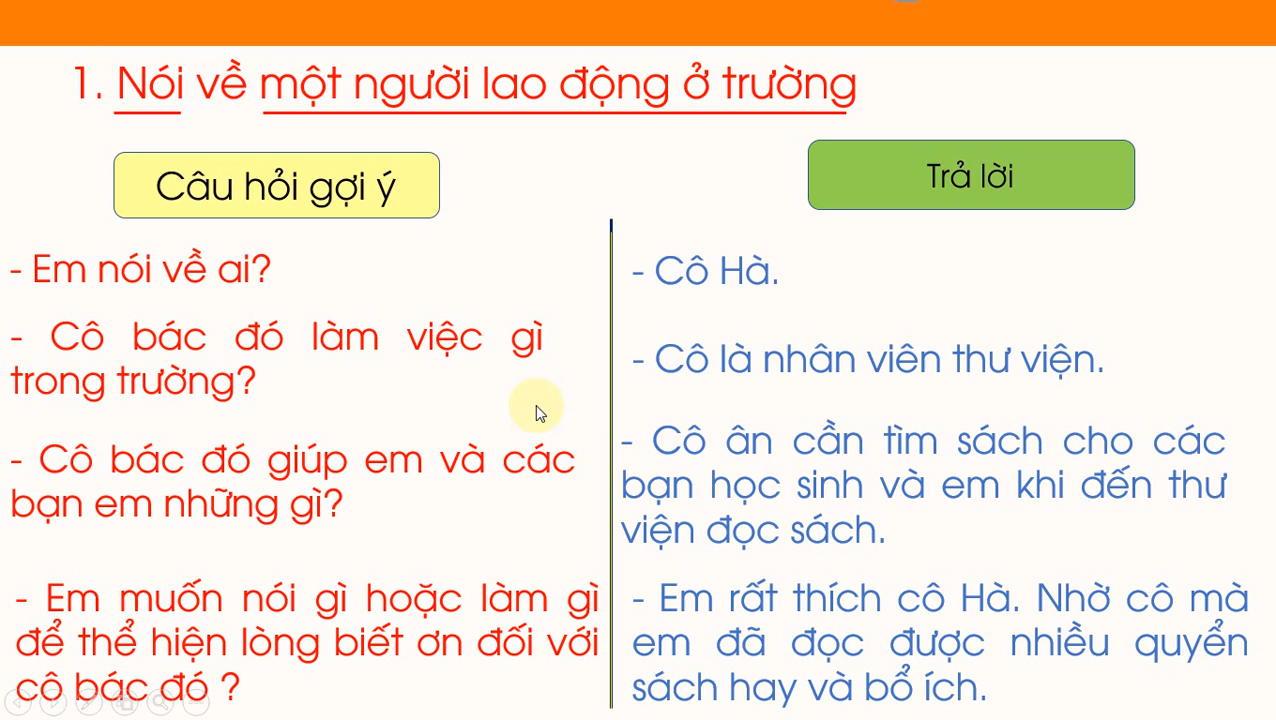 1. Nói về một người lao động ở trường
Câu hỏi gợi ý
- Em nói về ai?
- Cô bác đó làm việc gì
trong trường?
- Cô bác đó giúp em và các
bạn em những gì?
- Em muốn nói gì hoặc làm gì
để thể hiện lòng biết ơn đối với
cô bác đó ?
Trả lời
- Cô Hà.
- Cô là nhân viên thư viện.
- Cô ân cần tìm sách cho các
bạn học sinh và em khi đến thư
viện đọc sách.
- Em rất thích cô Hà. Nhờ cô mà
em đã đọc được nhiều quyển
sách hay và bổ ích.